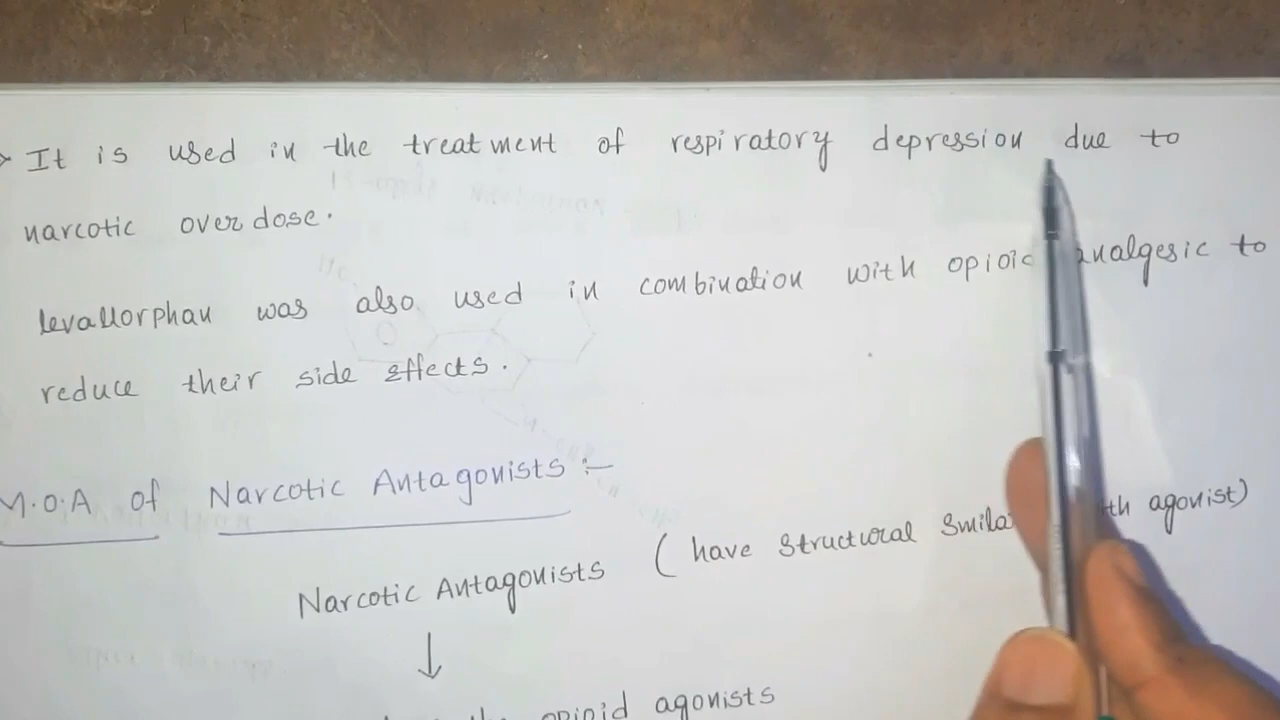 It is used in the treatment of respiratory depression due to
narcotic overdose.
levallorphan was also used in combination with opioid analgesic to
reduce their side effects.
M.O.A of Narcotic Antagonists :-
Narcotic Antagonists (have structural agonist)
↓
the opioid agonists